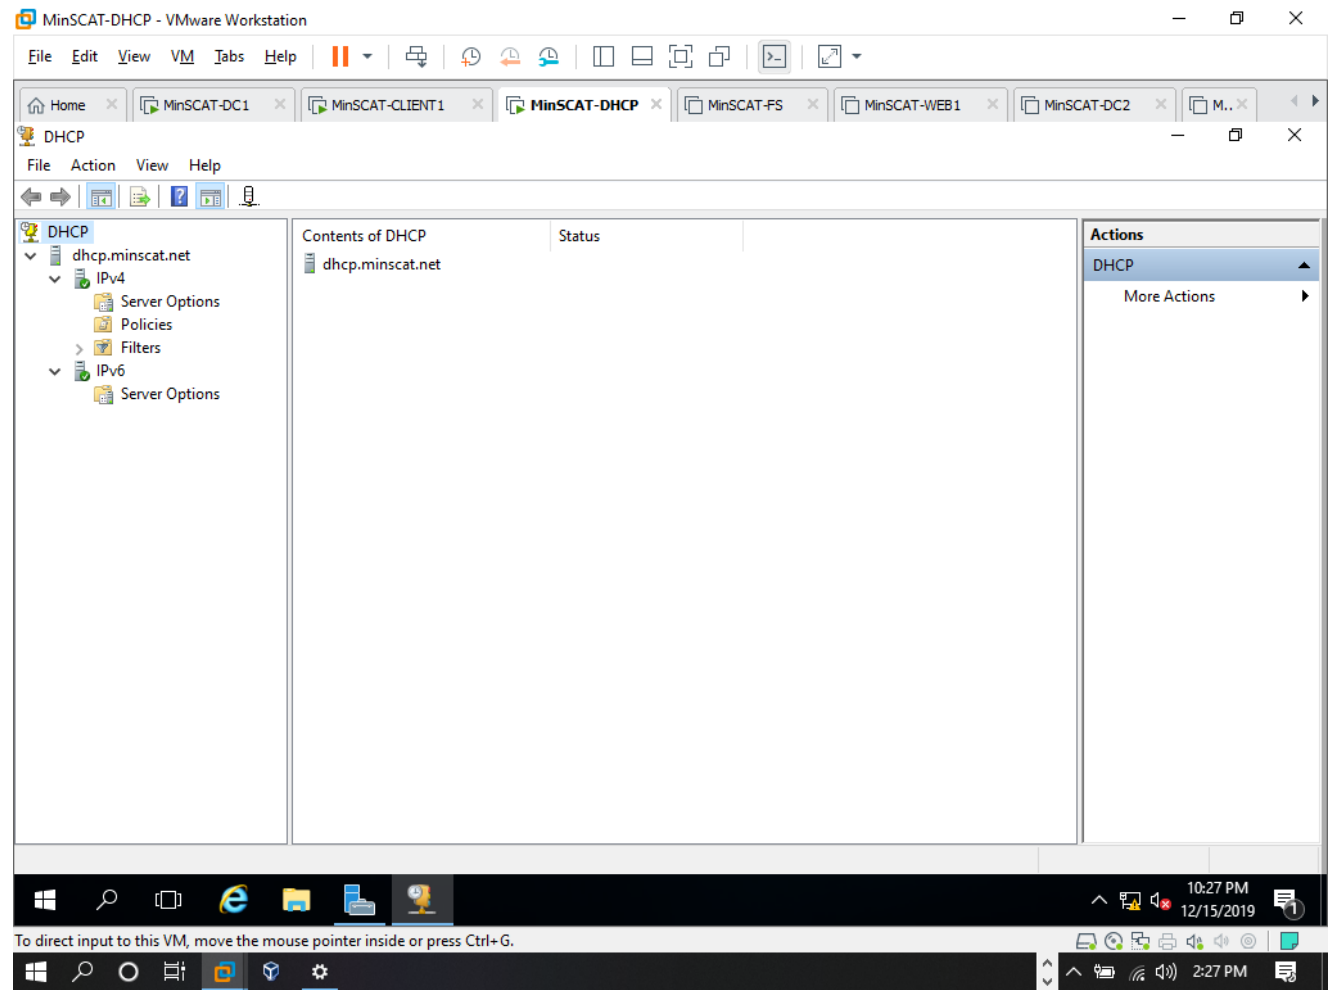 MinSCAT-DHCP - VMware Workstation
File Edit View VM Tabs Help
Home MinSCAT-DC1 MinSCAT-CLIENT1 MinSCAT-DHCP MinSCAT-FS MinSCAT-WEB1 MinSCAT-DC2 M..
DHCP
File Action View Help
DHCP
dhcp.minscat.net
IPv4
Server Options
Policies
Filters
IPv6
Server Options
Contents of DHCP Status
dhcp.minscat.net
Actions
DHCP
More Actions
10:27 PM
12/15/2019
1
To direct input to this VM, move the mouse pointer inside or press Ctrl+G.
2:27 PM